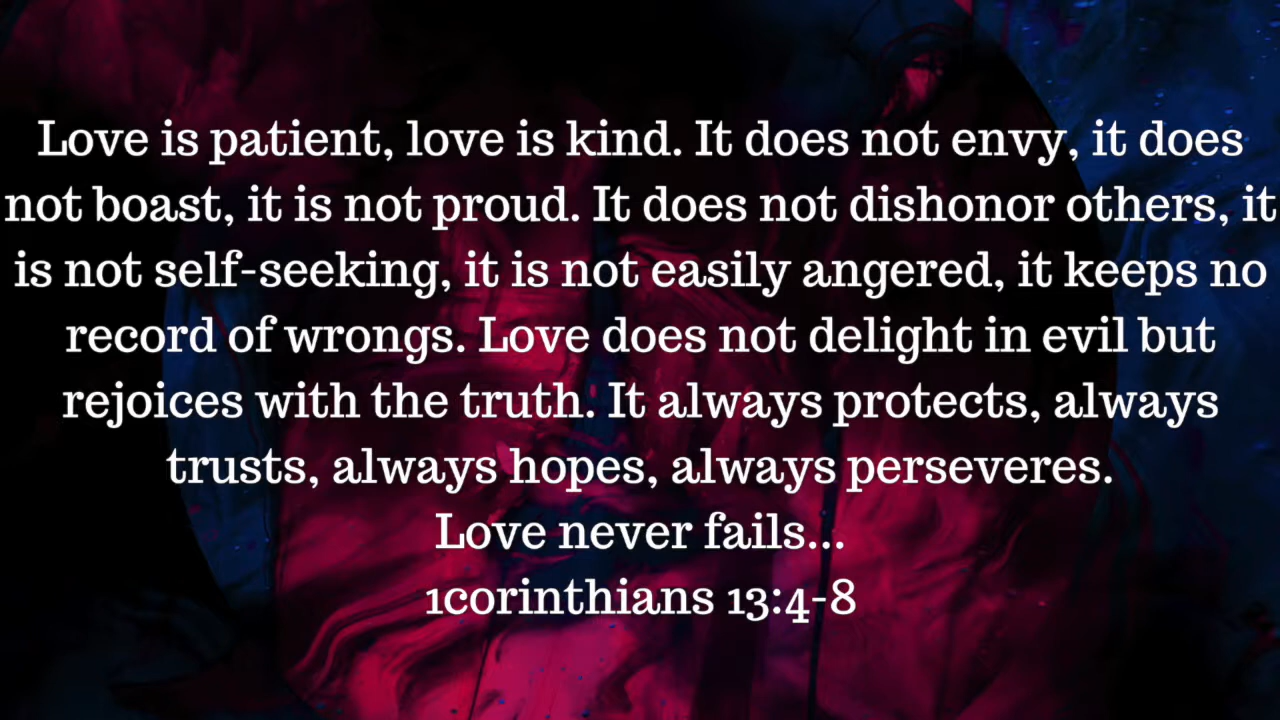 Love is patient, love is kind. It does not envy, it does
not boast, it is not proud. It does not dishonor others, it
is not self-seeking, it is not easily angered, it keeps no
record of wrongs. Love does not delight in evil but
rejoices with the truth. It always protects, always
trusts, always hopes, always perseveres.
Love never fails...
1corinthians 13:4-8